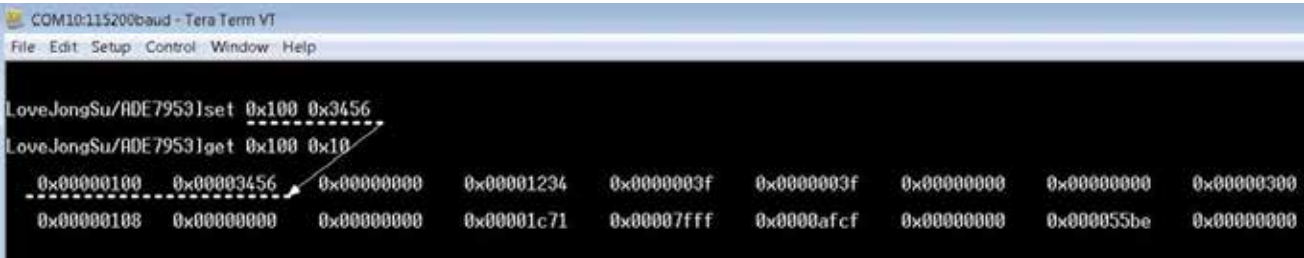 COM10:115200baud - Tera Term VT
File Edit Setup Control Window Help
LoveJongSu/ADE7953]set 0x100 0x3456
LoveJongSu/ADE7953]get 0x100 0x10
0x00000100 0x00003456 0x00000000 0x00001234 0x0000003f 0x0000003f 0x00000000 0x00000000 0x00000300
0x00000108 0x00000000 0x00000000 0x00001c71 0x00007fff 0x0000afcf 0x00000000 0x000055be 0x00000000